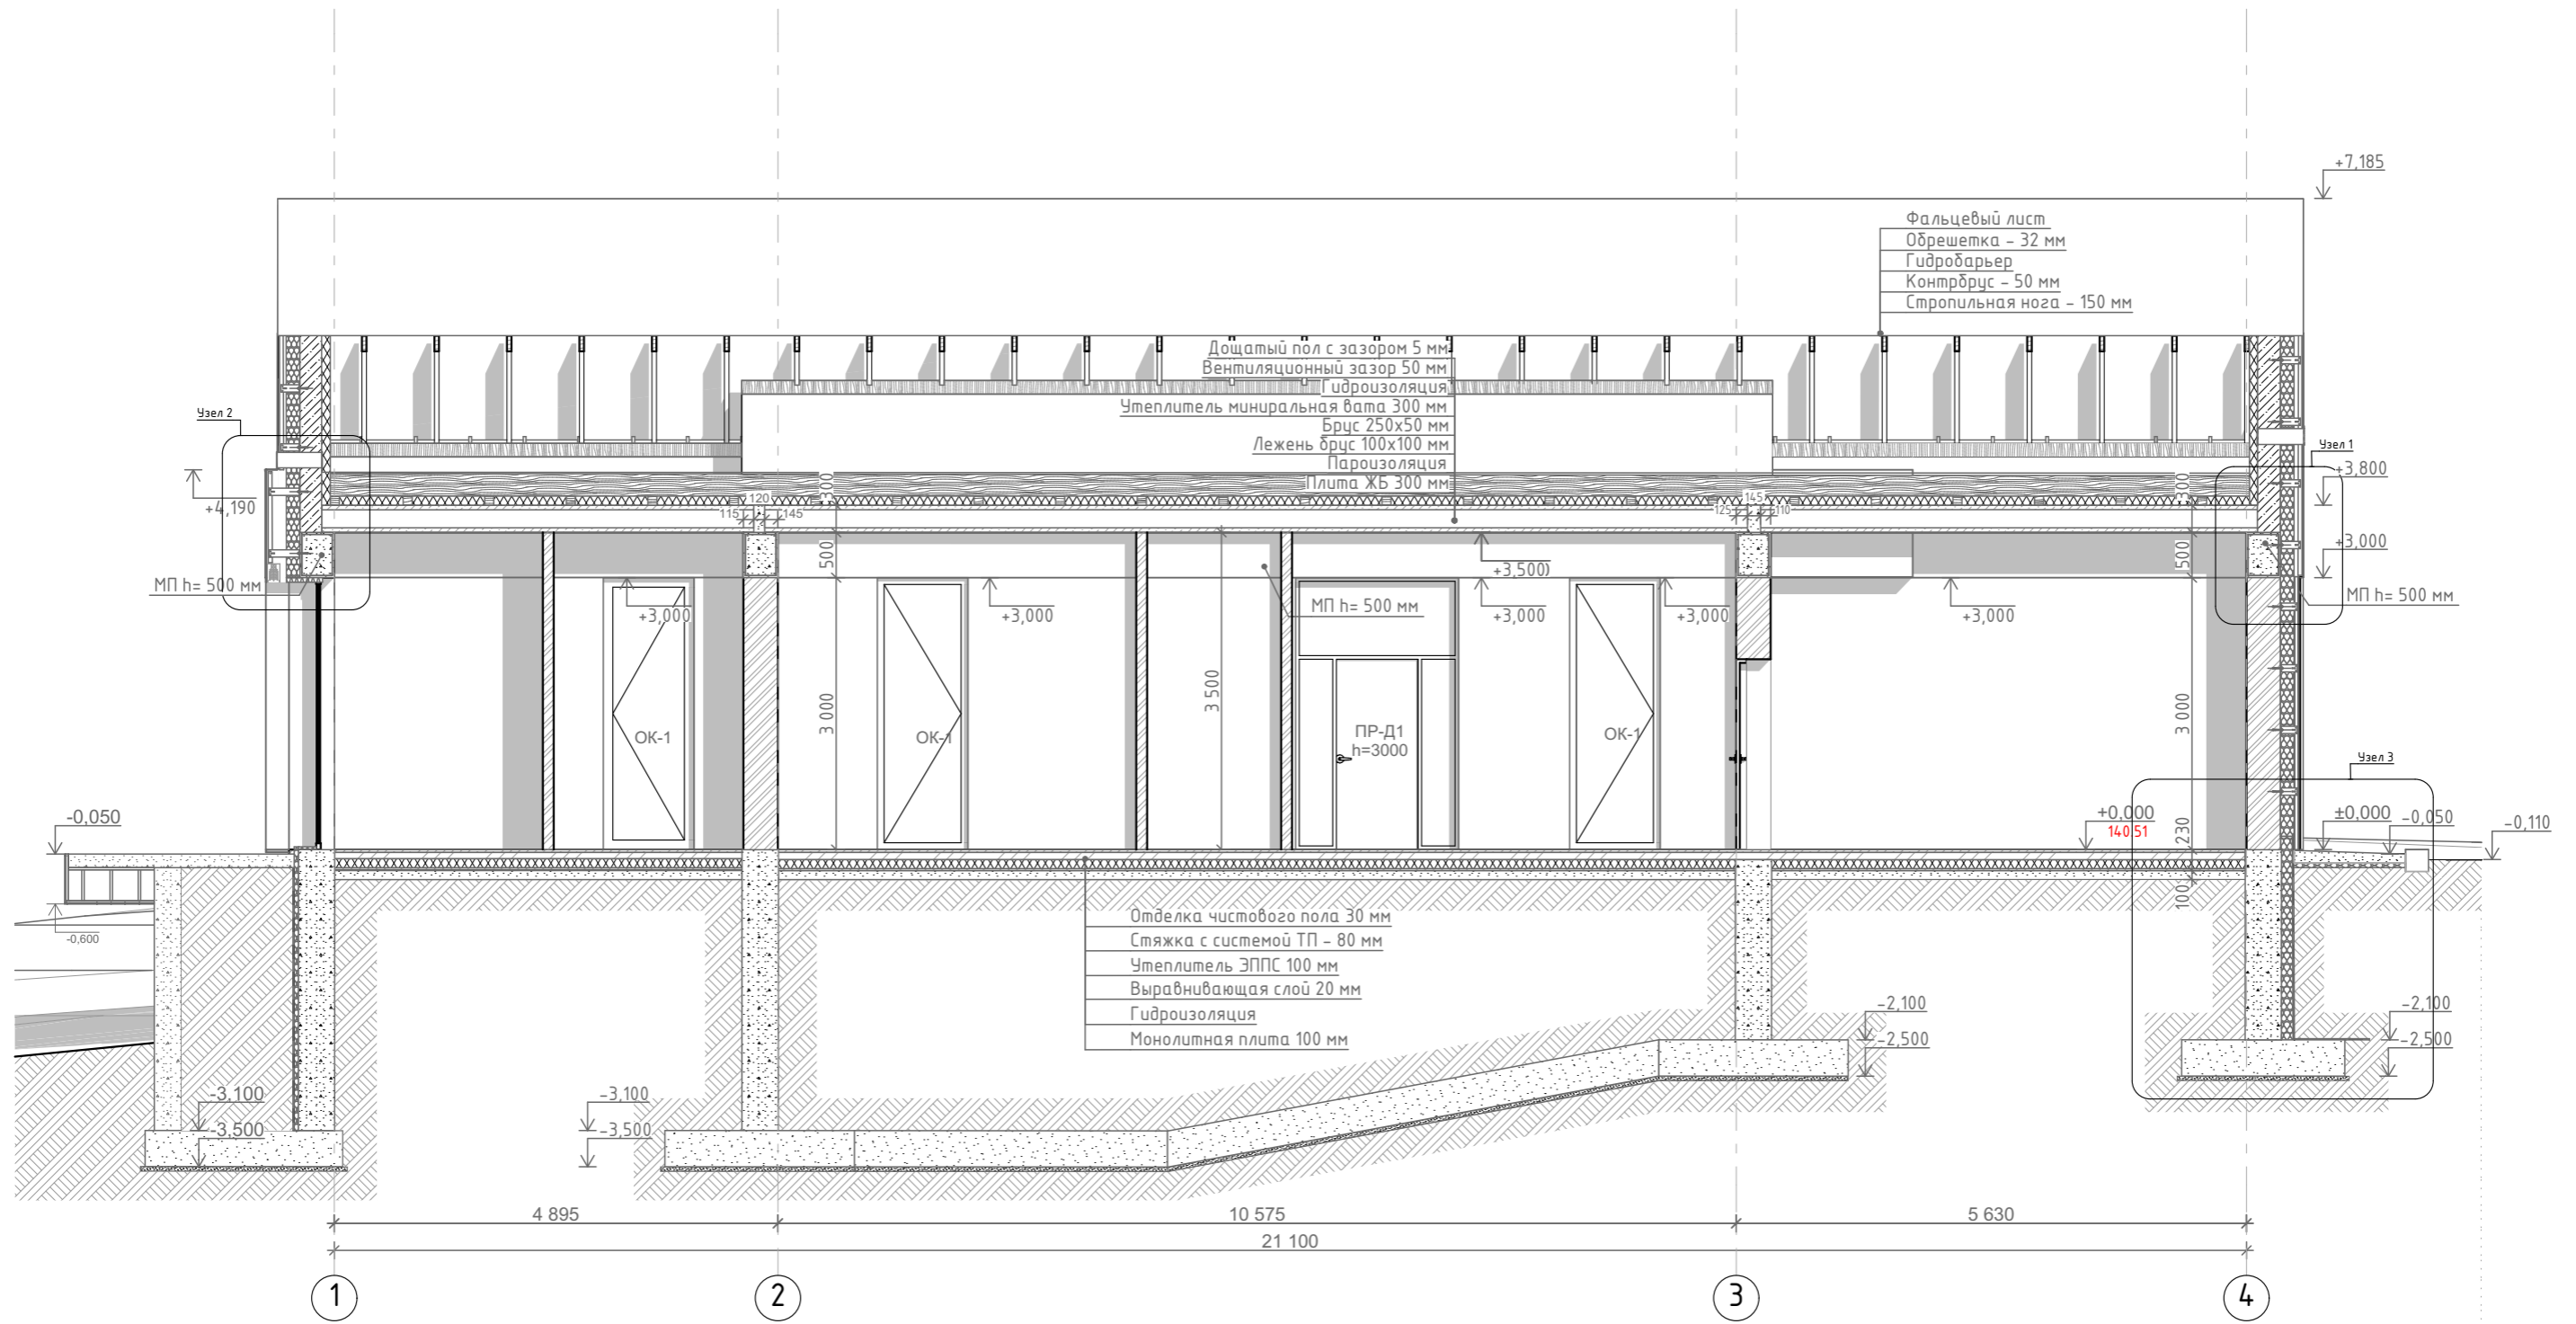 +7,185
Фальцевый лист
Обрешетка - 32 мм
Гидробарьер
Контрбрус - 50 мм
Стропильная нога - 150 мм
Дощатый пол с зазором 5 мм
Вентиляционный зазор 50 мм
Гидроизоляция
Утеплитель миниральная вата 300 мм
Брус 250х50 мм
Лежень брус 100х100 мм
Пароизоляция
Плита ЖБ 300 мм
Узел 2
Узел 1
+4,190
+3,800
120
300
115
145
145
125
110
300
500
500
+3,500
+3,000
МП h= 500 мм
МП h= 500 мм
МП h= 500 мм
+3,000
+3,000
+3,000
+3,000
+3,000
3 000
3 500
3 000
ОК-1
ОК-1
ПР-Д1
h=3000
ОК-1
Узел 3
-0,050
+0,000
140.51
±0,000
-0,050
-0,110
230
100
-0,600
Отделка чистового пола 30 мм
Стяжка с системой ТП - 80 мм
Утеплитель ЭППС 100 мм
Выравнивающая слой 20 мм
Гидроизоляция
Монолитная плита 100 мм
-2,100
-2,500
-2,100
-2,500
-3,100
-3,500
-3,100
-3,500
4 895
10 575
5 630
21 100
1
2
3
4